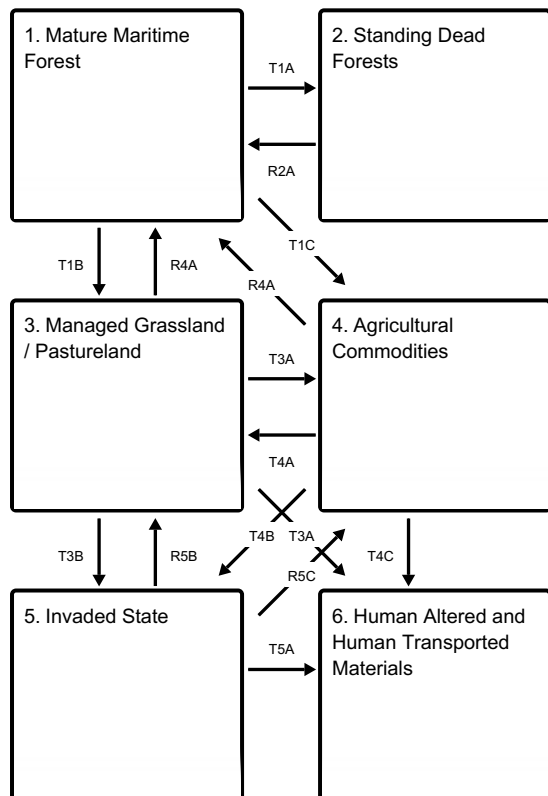 1. Mature Maritime
Forest
2. Standing Dead
Forests
T1A
R2A
T1B
R4A
T1C
R4A
3. Managed Grassland
/ Pastureland
4. Agricultural
Commodities
T3A
T4A
T3B
R5B
T4B
T3A
R5C
T4C
5. Invaded State
6. Human Altered and
Human Transported
Materials
T5A